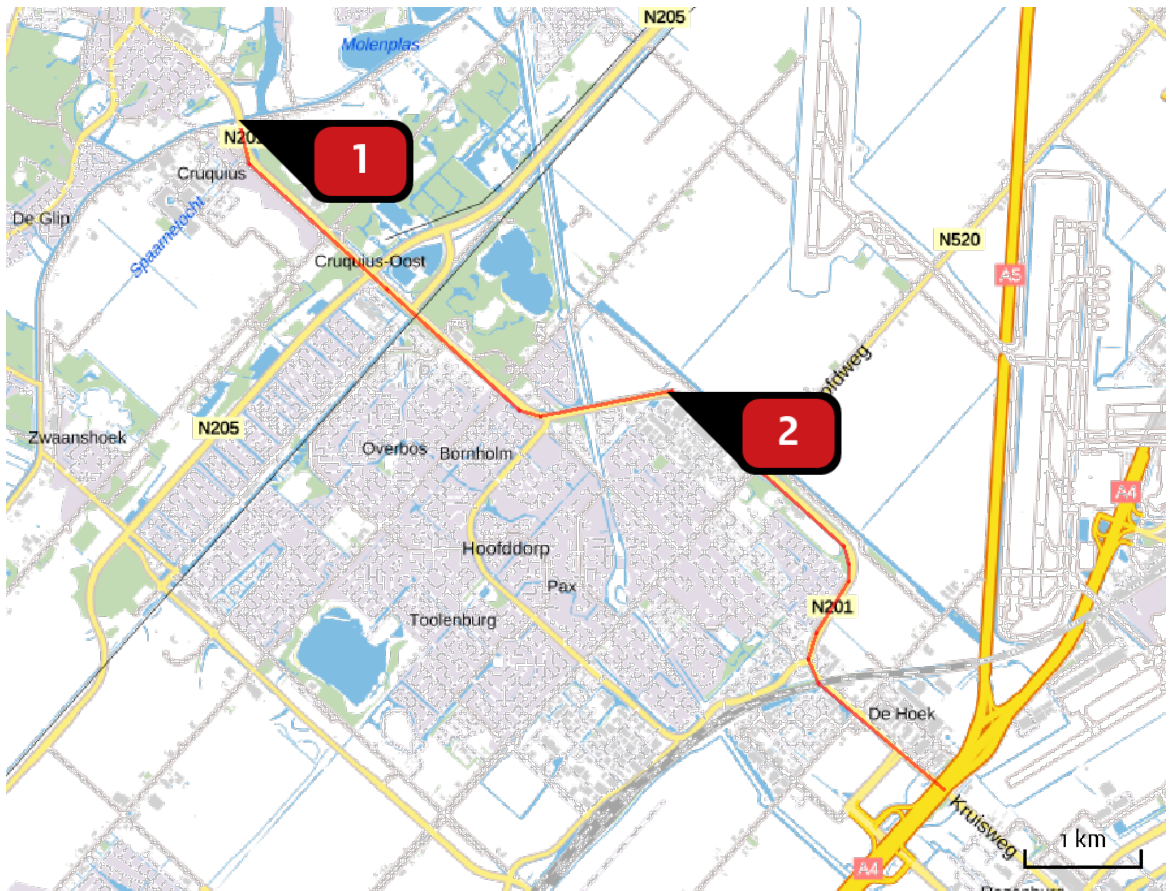 N205
Molenplas
1
Cruquius
De Glip
Spaarnetocht
N520
Cruquius-Oost
A5
N205
2
Zwaanshoek
Overbos
Bornholm
A4
Hoofddorp
Pax
N201
Toolenburg
De Hoek
Kruisweg
1 km
A4